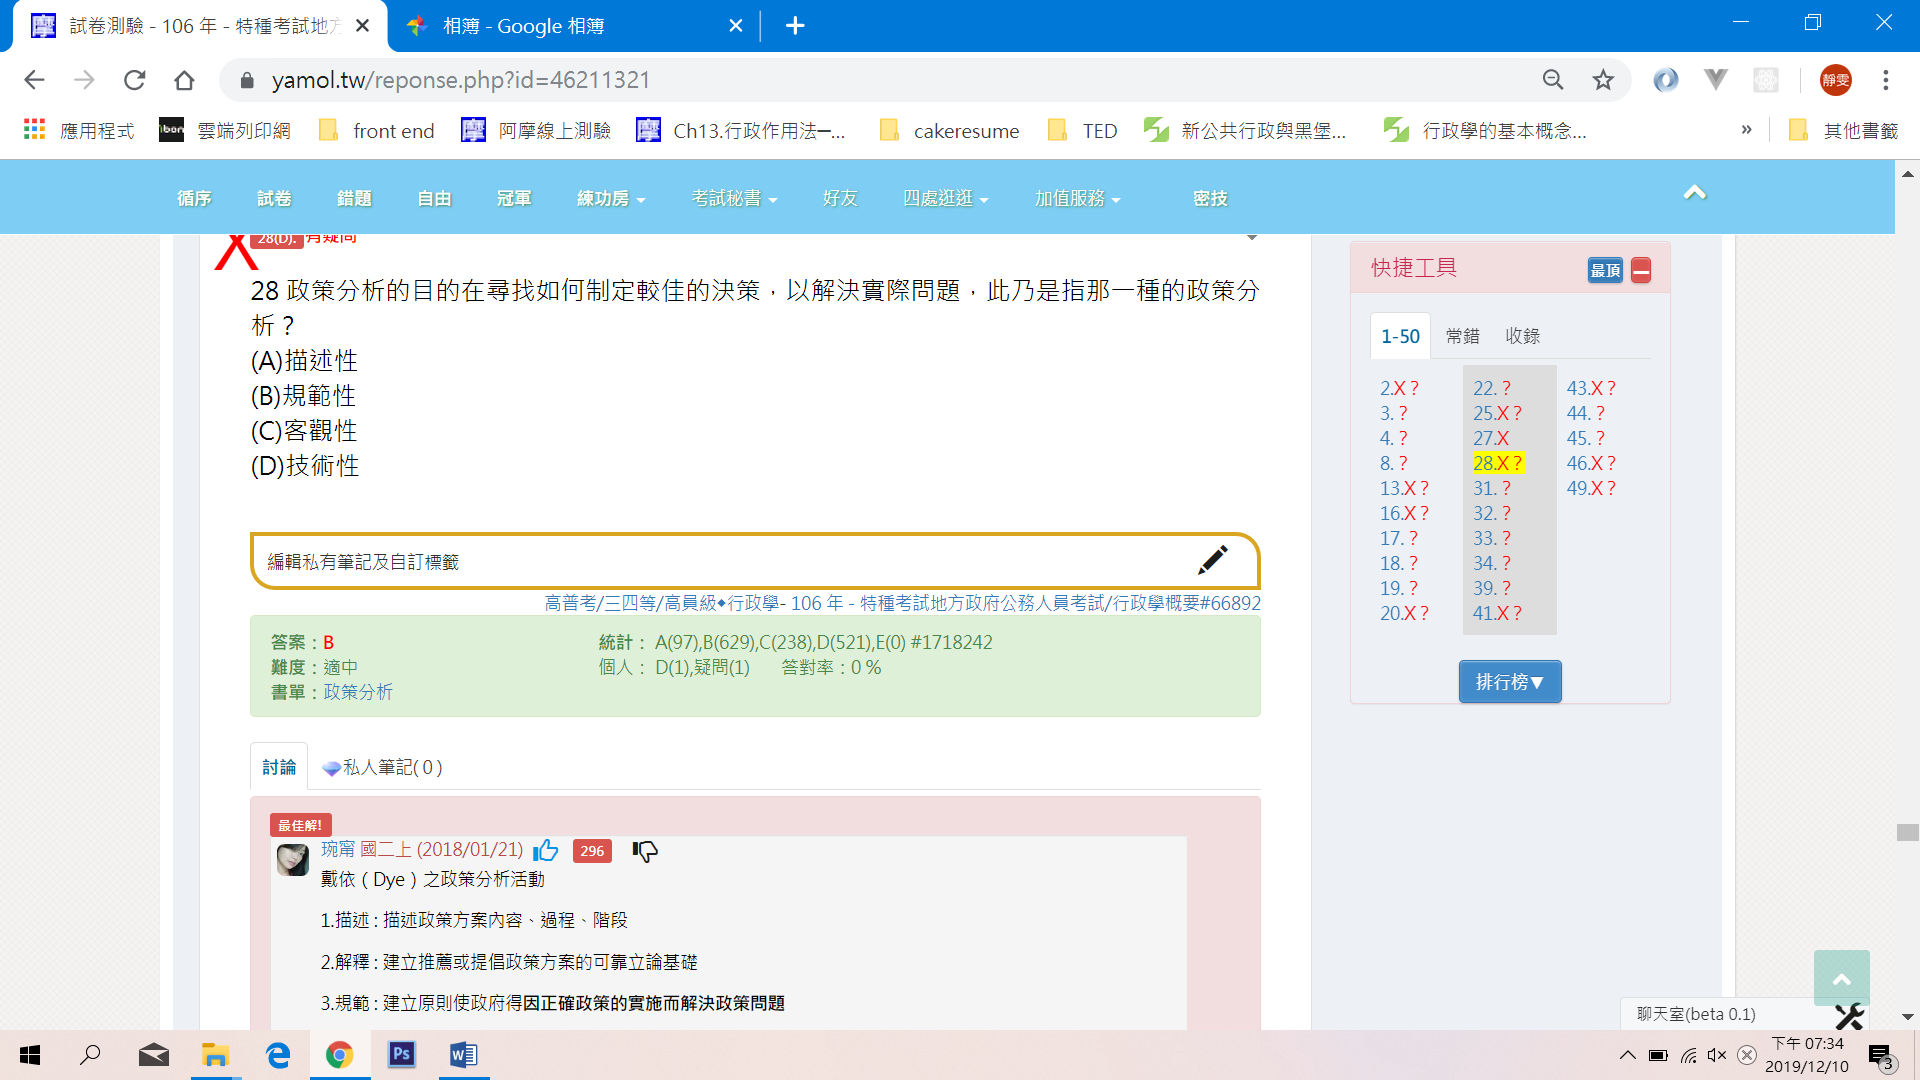 試卷測驗 - 106 年 - 特種考試地方
相簿 - Google 相簿
yamol.tw/reponse.php?id=46211321
靜雯
應用程式
ibon
雲端列印網
front end
摩
阿摩線上測驗
摩
Ch13.行政作用法─...
cakeresume
TED
新公共行政與黑堡...
行政學的基本概念...
»
其他書籤
循序 試卷 錯題 自由 冠軍 練功房 考試秘書 好友 四處逛逛 加值服務 密技
X 28(D). 有疑問
28 政策分析的目的在尋找如何制定較佳的決策，以解決實際問題，此乃是指那一種的政策分
析？
(A)描述性
(B)規範性
(C)客觀性
(D)技術性
編輯私有筆記及自訂標籤
高普考/三四等/高員級◆行政學- 106 年 - 特種考試地方政府公務人員考試/行政學概要#66892
答案：B
統計： A(97),B(629),C(238),D(521),E(0) #1718242
難度：適中
個人： D(1),疑問(1) 答對率：0 %
書單：政策分析
討論
私人筆記( 0 )
最佳解!
琬甯 國二上 (2018/01/21) 296
戴依（Dye）之政策分析活動
1.描述 : 描述政策方案內容、過程、階段
2.解釋 : 建立推薦或提倡政策方案的可靠立論基礎
3.規範 : 建立原則使政府得因正確政策的實施而解決政策問題
快捷工具
最頂
1-50 常錯 收錄
2.X？
3. ？
4. ？
8. ？
13.X？
16.X？
17. ？
18. ？
19. ？
20.X？
22. ？
25.X？
27.X
28.X？
31. ？
32. ？
33. ？
34. ？
39. ？
41.X？
43.X？
44. ？
45. ？
46.X？
49.X？
排行榜▼
聊天室(beta 0.1)
Ps
下午 07:34
2019/12/10
3